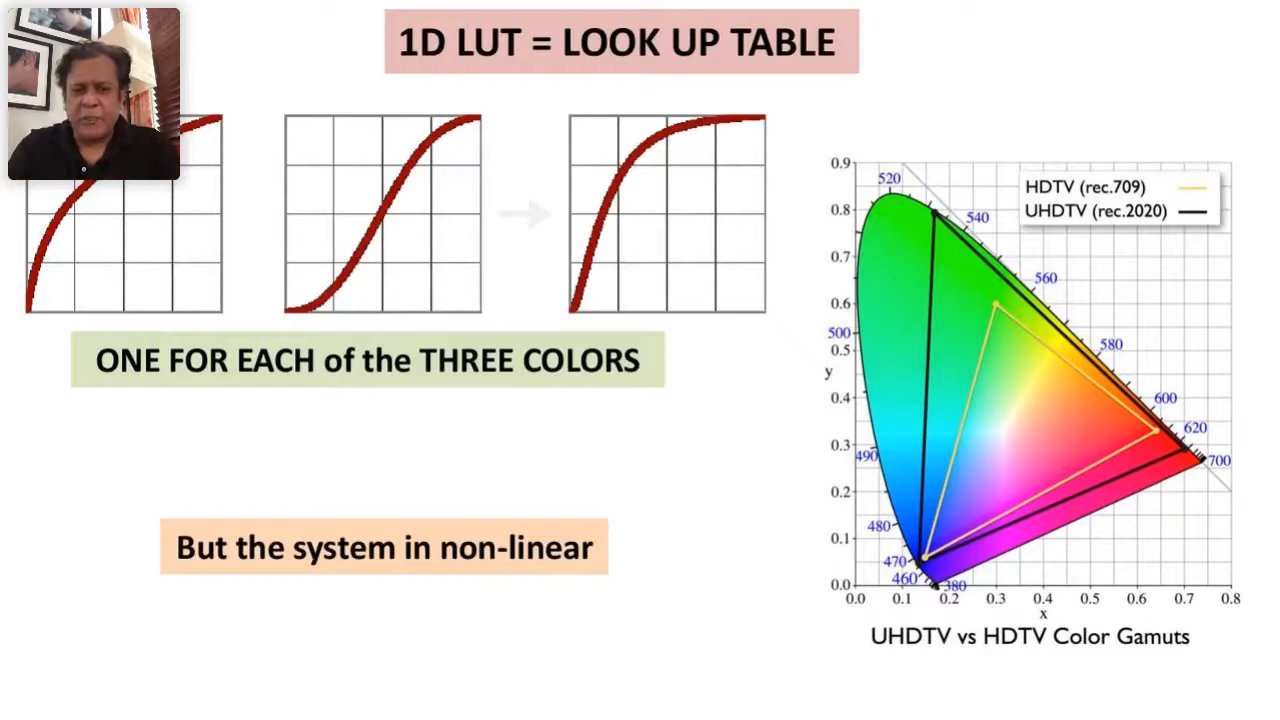 1D LUT = LOOK UP TABLE
ONE FOR EACH of the THREE COLORS
But the system in non-linear
HDTV (rec.709)
UHDTV (rec.2020)
0.9
0.8
0.7
0.6
0.5
0.4
0.3
0.2
0.1
0.0
y
520
540
560
580
600
620
700
500
490
480
470
460
380
0.0 0.1 0.2 0.3 0.4 0.5 0.6 0.7 0.8
x
UHDTV vs HDTV Color Gamuts